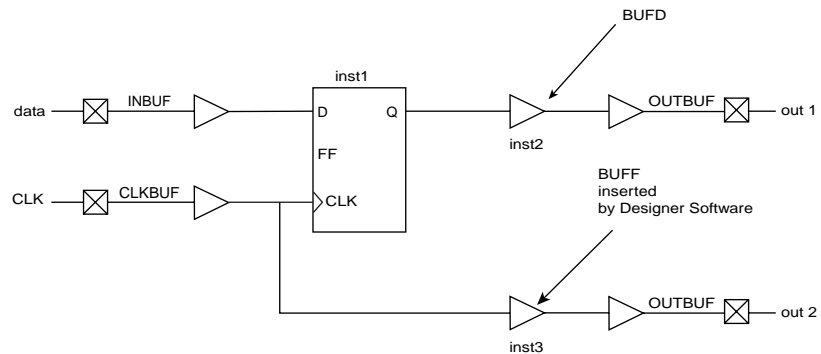 BUFD
inst1
data
INBUF
D
Q
OUTBUF
out 1
FF
inst2
CLK
CLKBUF
CLK
BUFF
inserted
by Designer Software
OUTBUF
out 2
inst3